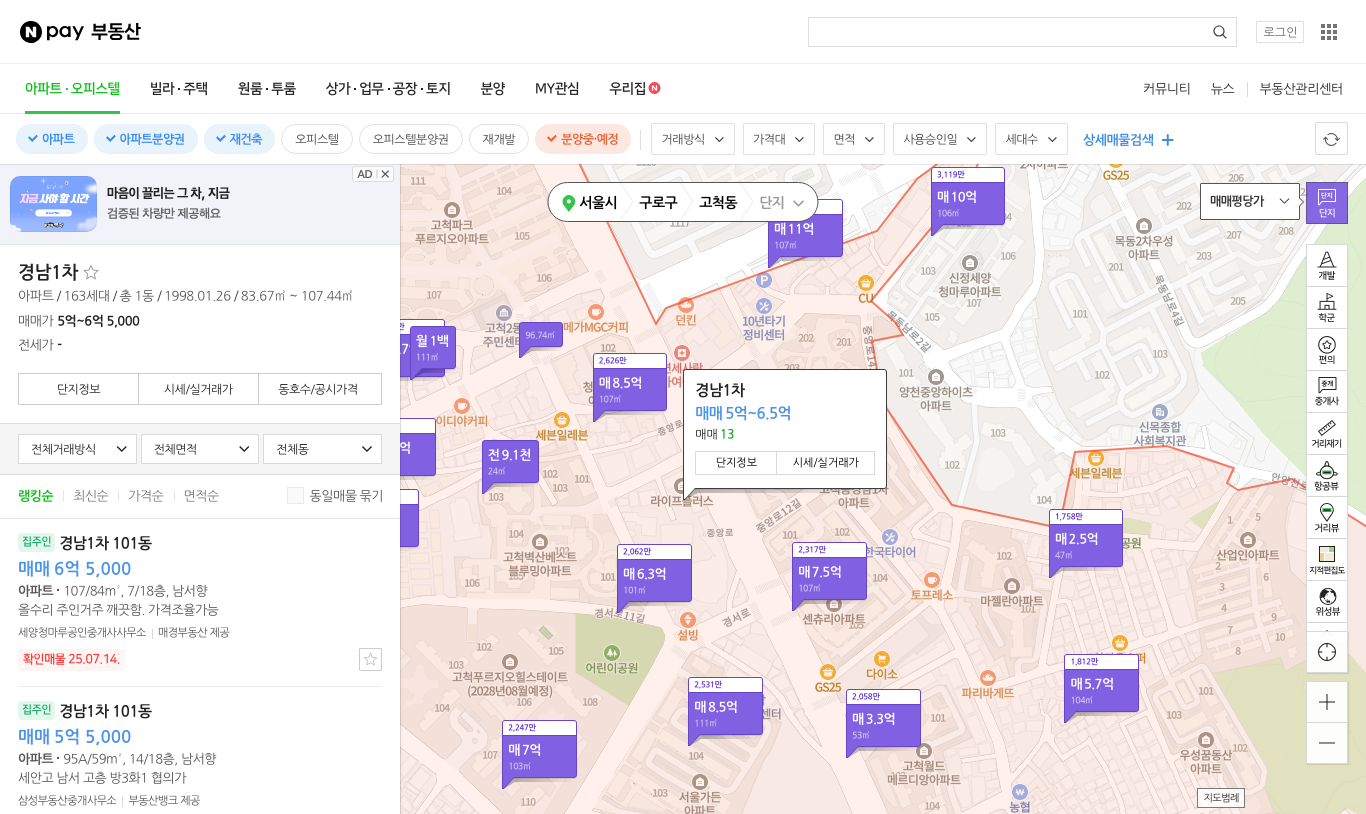 N pay 부동산
로그인
아파트·오피스텔 빌라·주택 원룸·투룸 상가·업무·공장·토지 분양 MY관심 우리집 N
커뮤니티 뉴스 부동산관리센터
아파트 아파트분양권 재건축 오피스텔 오피스텔분양권 재개발 분양중·예정 거래방식 가격대 면적 사용승인일 세대수 상세매물검색
AD
지금 사야 할 시간
마음이 끌리는 그 차, 지금
검증된 차량만 제공해요
경남1차
아파트 / 163세대 / 총 1동 / 1998.01.26 / 83.67㎡ ~ 107.44㎡
매매가 5억~6억 5,000
전세가 -
단지정보 시세/실거래가 동호수/공시가격
전체거래방식 전체면적 전체동
랭킹순 최신순 가격순 면적순 동일매물 묶기
집주인 경남1차 101동
매매 6억 5,000
아파트 · 107/84㎡, 7/18층, 남서향
올수리 주인거주 깨끗함. 가격조율가능
세양청마루공인중개사사무소 매경부동산 제공
확인매물 25.07.14.
집주인 경남1차 101동
매매 5억 5,000
아파트 · 95A/59㎡, 14/18층, 남서향
세안고 남서 고층 방3화1 협의가
삼성부동산중개사무소 부동산뱅크 제공
서울시 구로구 고척동 단지
매매평당가
단지
개발
학군
편의
중개
중개사
거리재기
항공뷰
거리뷰
지적편집도
위성뷰
지도범례
3,119만
매 10억
106㎡
매 11억
107㎡
월 1백
111㎡
96.74㎡
2,626만
매 8.5억
107㎡
전 9.1천
24㎡
경남1차
매매 5억~6.5억
매매 13
단지정보 시세/실거래가
1,758만
매 2.5억
47㎡
2,062만
매 6.3억
101㎡
2,317만
매 7.5억
107㎡
1,812만
매 5.7억
104㎡
2,531만
매 8.5억
111㎡
2,058만
매 3.3억
53㎡
2,247만
매 7억
103㎡
고척파크
푸르지오아파트
GS25
목동2차우성
아파트
신정세양
청마루아파트
CU
던킨
10년타기
정비센터
메가MGC커피
목동남로2길
목동남로4길
양천중앙하이츠
아파트
신목종합
사회복지관
세븐일레븐
세븐일레븐
이디야커피
라이프플러스
중앙로
중앙로12길
고척벽산베스트
블루밍아파트
한국타이어
토프레소
마젤란아파트
산업인아파트
센츄리아파트
경서로11길
경서로
설빙
어린이공원
고척푸르지오힐스테이트
(2028년08월예정)
다이소
GS25
파리바게뜨
고척월드
메르디앙아파트
서울가든
아파트
우성꿈동산
아파트
농협